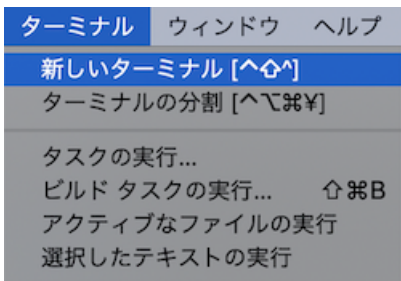 ターミナル ウィンドウ ヘルプ
新しいターミナル [^⇧^]
ターミナルの分割 [^⌥⌘¥]
タスクの実行...
ビルド タスクの実行... ⇧⌘B
アクティブなファイルの実行
選択したテキストの実行